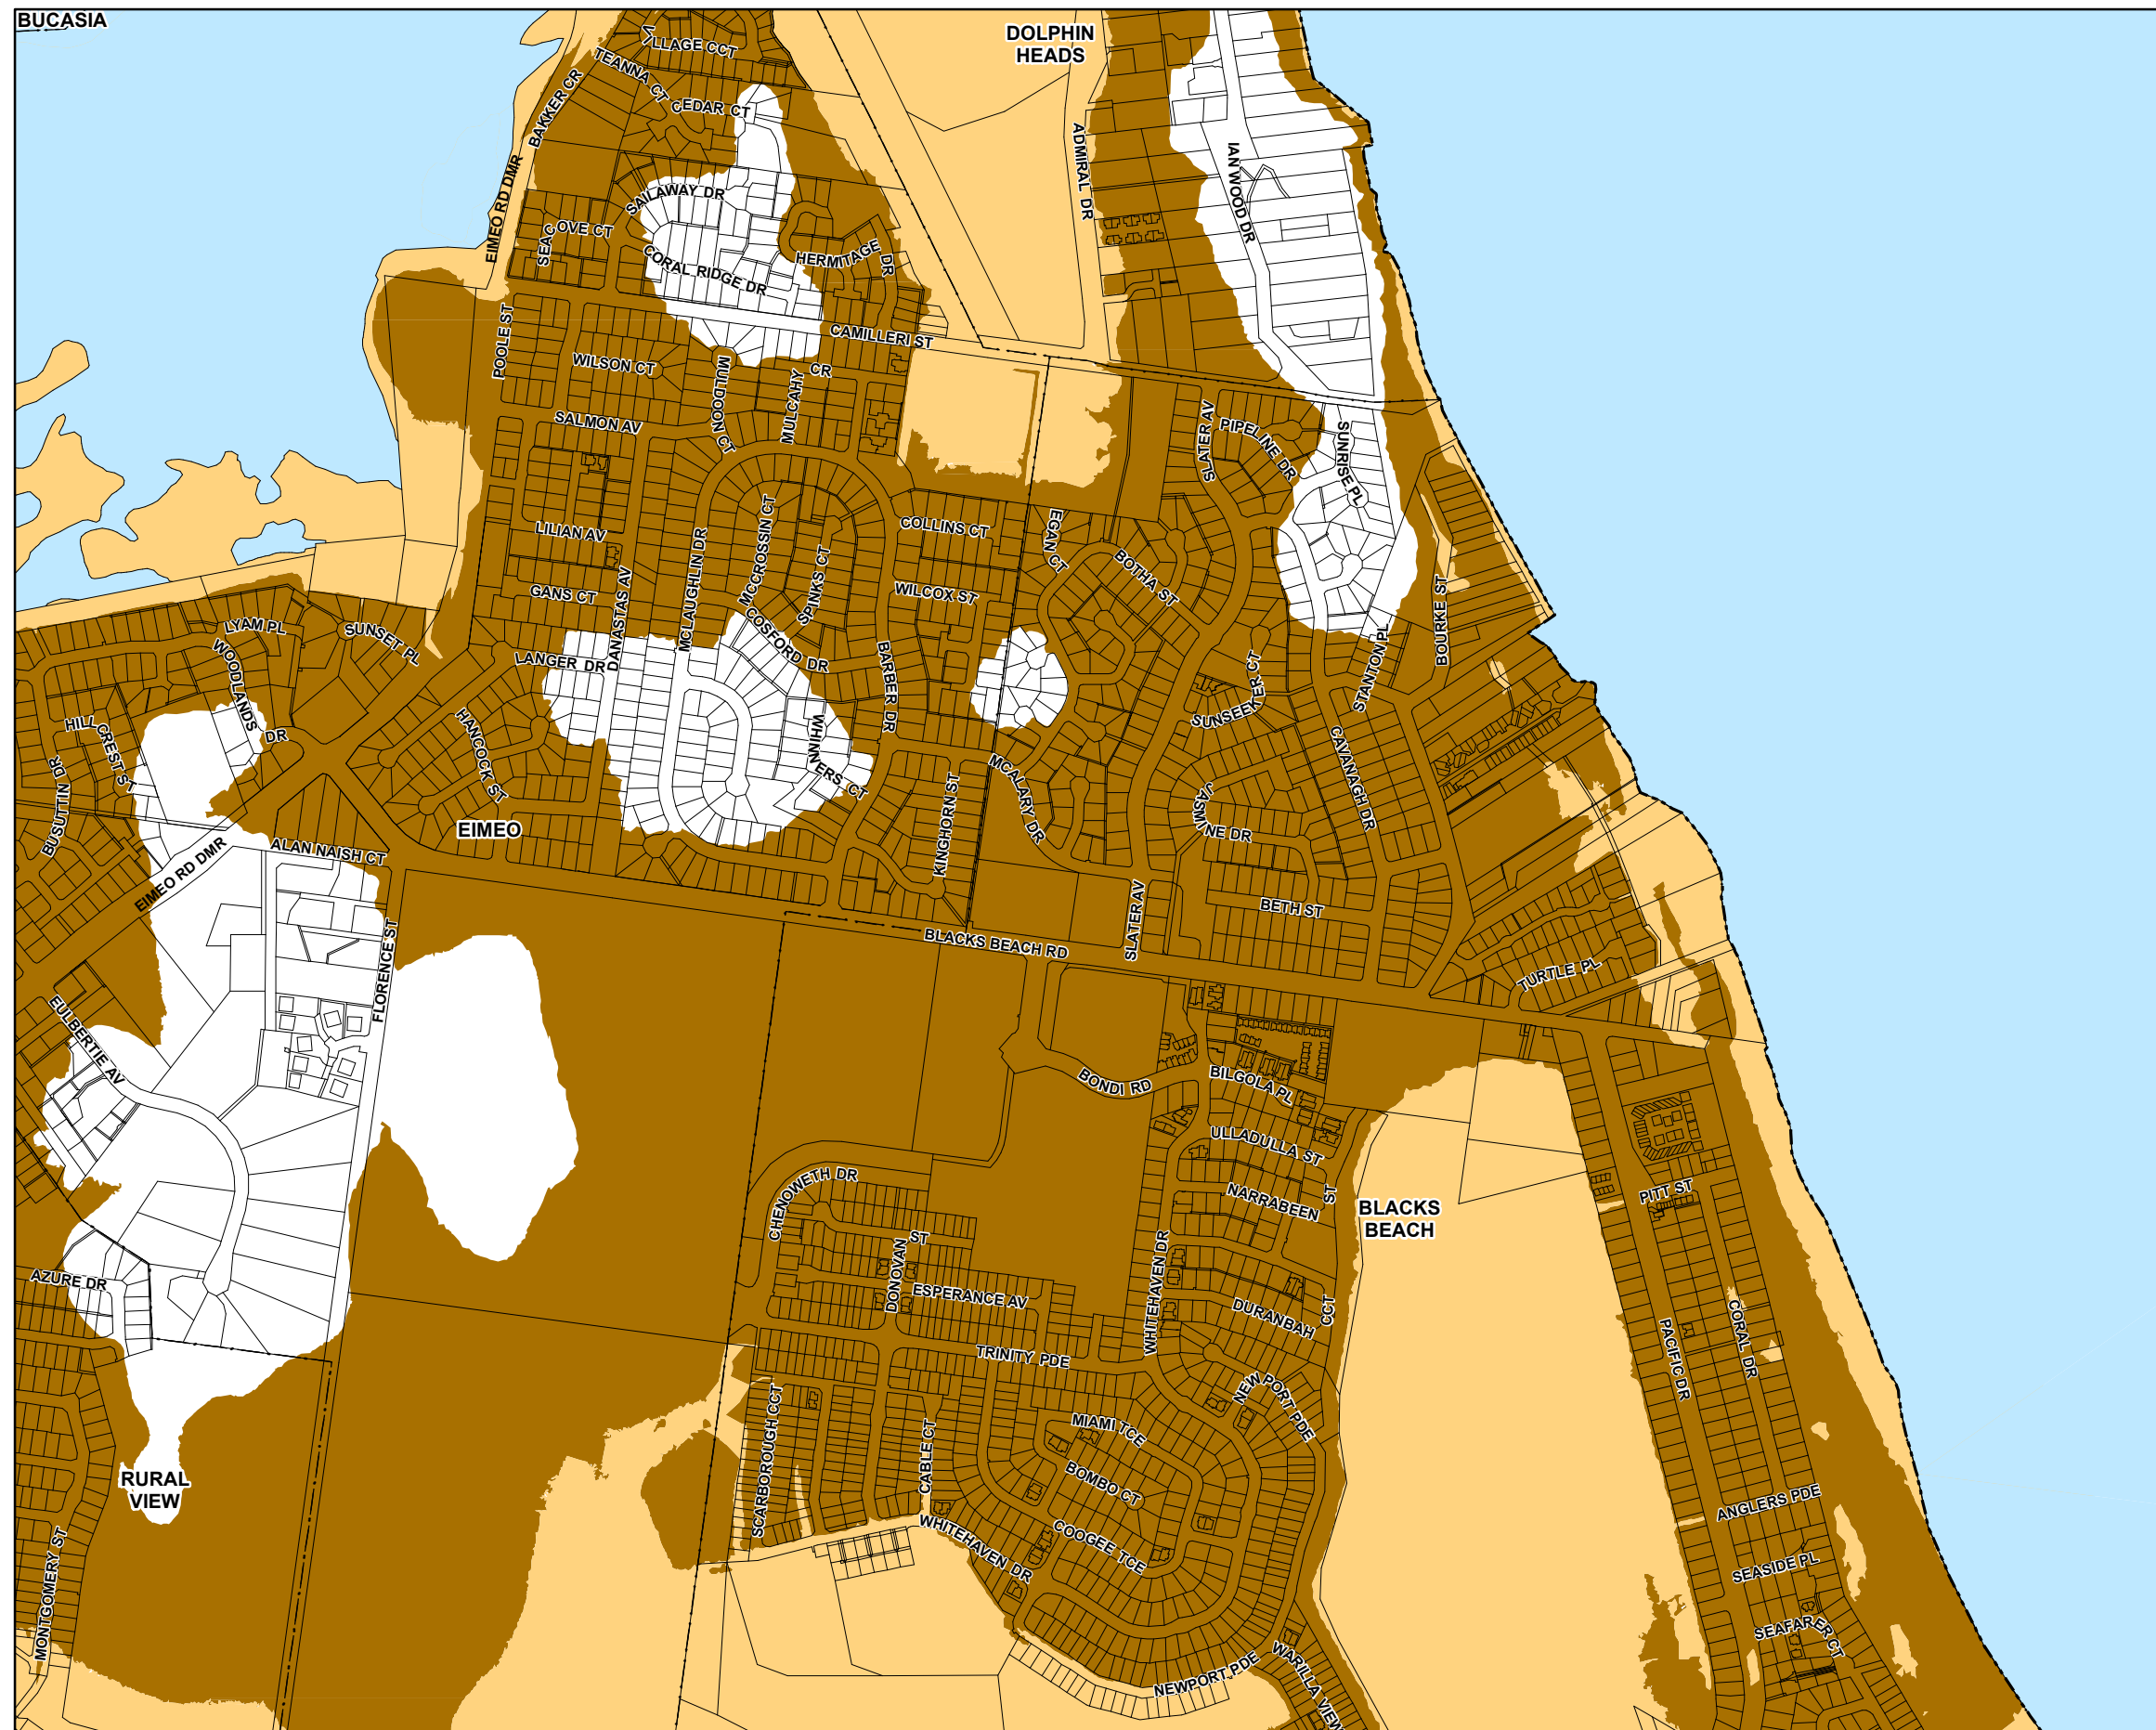 BUCASIA
DOLPHIN
HEADS
VILLAGE CCT
TEANNA CT
CEDAR CT
BAKKER CR
EIMEO RD DMR
SAILAWAY DR
SEACOVE CT
CORAL RIDGE DR
HERMITAGE DR
ADMIRAL DR
IAN WOOD DR
POOLE ST
CAMILLERI ST
WILSON CT
MULDOON CT
MULCAHY CR
SALMON AV
SLATER AV
PIPELINE DR
SUNRISE PL
LILIAN AV
MCLAUGHLIN DR
MCCROSSIN CT
SPINKS CT
COLLINS CT
EGAN CT
BOTHA ST
GANS CT
DANASTAS AV
COSFORD DR
WILCOX ST
BOURKE ST
LYAM PL
SUNSET PL
WOODLANDS DR
LANGER DR
BARBER DR
STANTON PL
SUNSEEKER CT
HILLCREST ST
HANCOCK ST
WHINNIWERS CT
MCALARY DR
CAVANAGH DR
BUSUTTIN DR
EIMEO
KINGHORN ST
JASMINE DR
ALAN NAISH CT
EIMEO RD DMR
FLORENCE ST
BLACKS BEACH RD
SLATER AV
BETH ST
TURTLE PL
EULBERTIE AV
BONDI RD
BILGOLA PL
ULLADULLA ST
CHENOWETH DR
NARRABEEN ST
BLACKS
BEACH
PITT ST
DONOVAN ST
WHITEHAVEN DR
AZURE DR
ESPERANCE AV
DURANBAH CCT
TRINITY PDE
PACIFIC DR
CORAL DR
SCARBOROUGH CCT
CABLE CT
NEWPORT PDE
MIAMI TCE
BOMBO CT
RURAL
VIEW
ANGLERS PDE
WHITEHAVEN DR
COOGEE TCE
SEASIDE PL
MONTGOMERY ST
SEAFARER CT
NEWPORT PDE
WARILLA VIEW